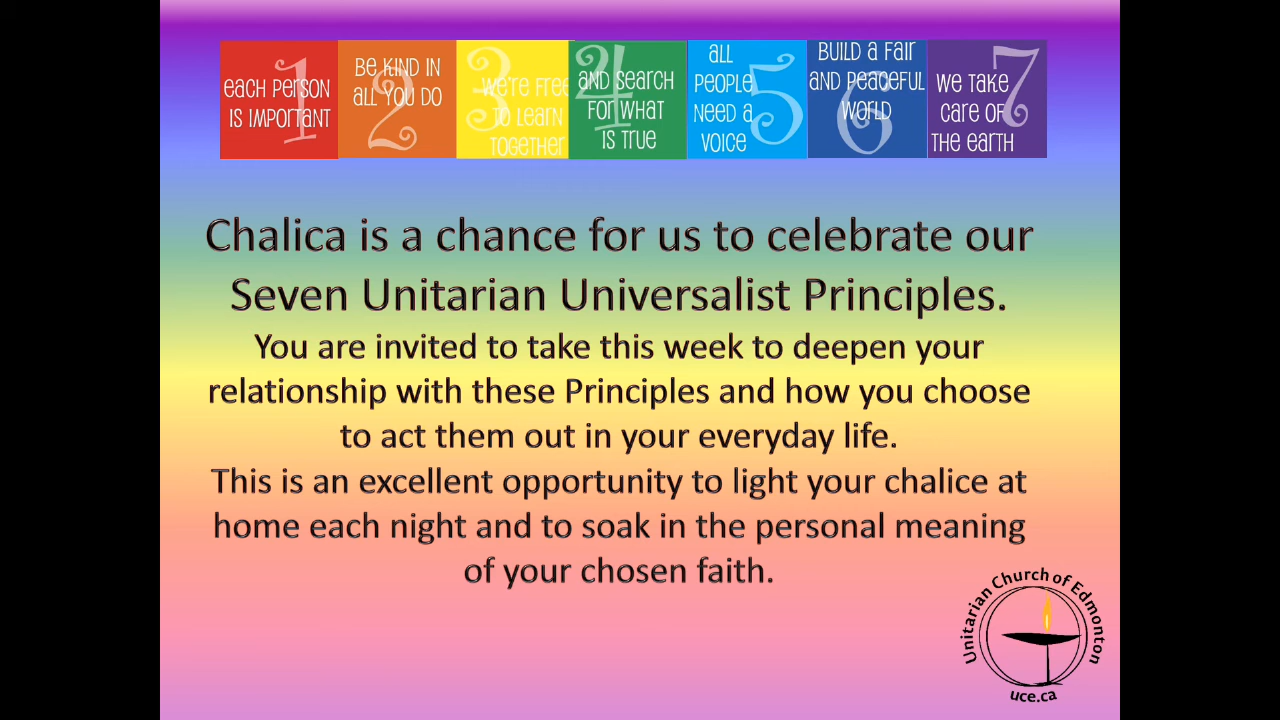 1 EACH PERSON
IS IMPORTANT
2 BE KIND IN
ALL YOU DO
3 WE'RE FREE
TO LEARN
TOGETHER
4 AND SEARCH
FOR WHAT
IS TRUE
5 ALL
PEOPLE
NEED A
VOICE
6 BUILD A FAIR
AND PEACEFUL
WORLD
7 WE TAKE
CARE OF
THE EARTH
Chalica is a chance for us to celebrate our
Seven Unitarian Universalist Principles.
You are invited to take this week to deepen your
relationship with these Principles and how you choose
to act them out in your everyday life.
This is an excellent opportunity to light your chalice at
home each night and to soak in the personal meaning
of your chosen faith.
Unitarian Church of Edmonton
uce.ca